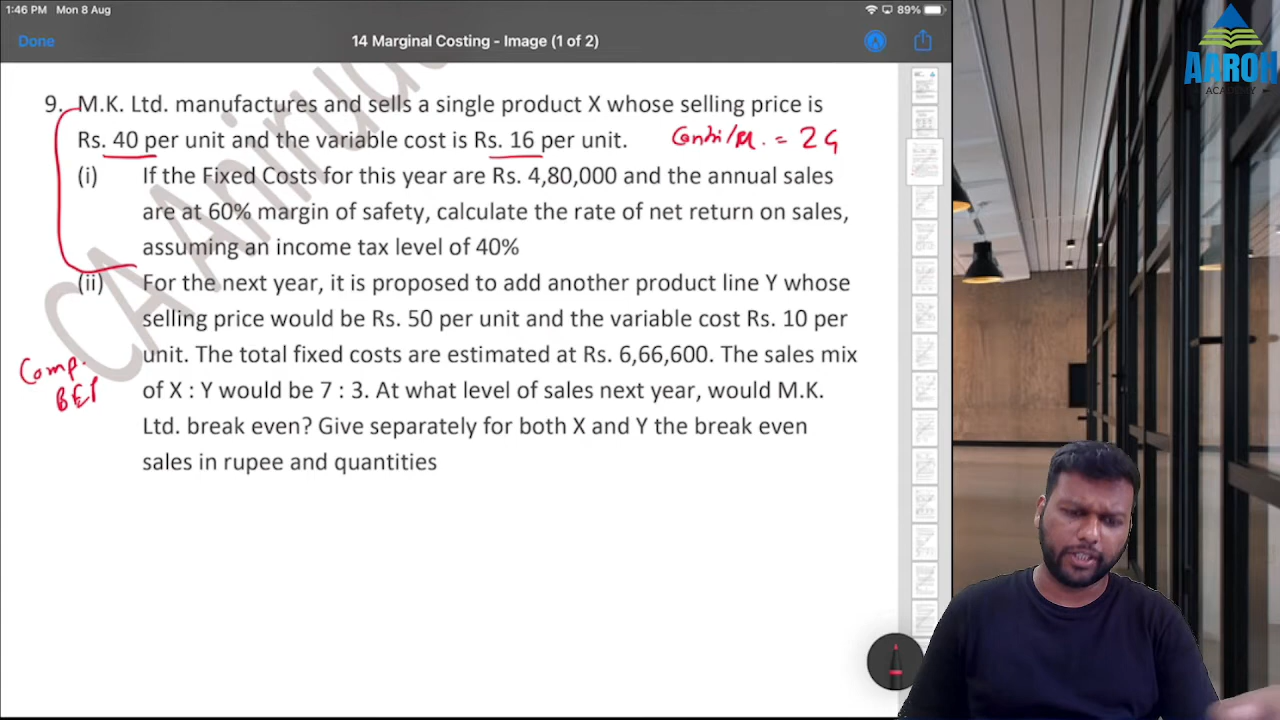 1:46 PM Mon 8 Aug
89%
Done
14 Marginal Costing - Image (1 of 2)
AAROH
ACADEMY
9. M.K. Ltd. manufactures and sells a single product X whose selling price is
Rs. 40 per unit and the variable cost is Rs. 16 per unit.
Contri/u. = 24
(i) If the Fixed Costs for this year are Rs. 4,80,000 and the annual sales
are at 60% margin of safety, calculate the rate of net return on sales,
assuming an income tax level of 40%
(ii) For the next year, it is proposed to add another product line Y whose
selling price would be Rs. 50 per unit and the variable cost Rs. 10 per
unit. The total fixed costs are estimated at Rs. 6,66,600. The sales mix
of X : Y would be 7 : 3. At what level of sales next year, would M.K.
Ltd. break even? Give separately for both X and Y the break even
sales in rupee and quantities
Comp.
BEP
CA Anirud